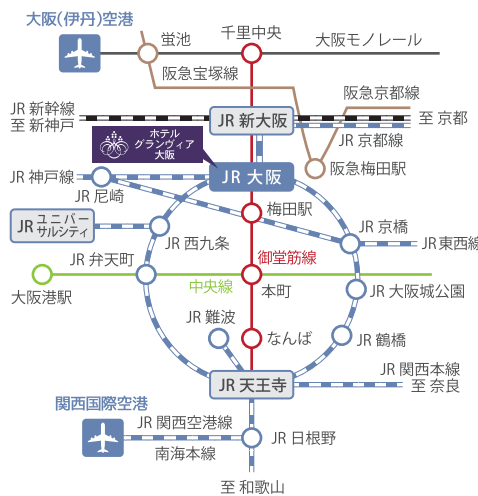 大阪(伊丹)空港
蛍池
千里中央
大阪モノレール
阪急宝塚線
阪急京都線
JR 新幹線
至 新神戸
JR 新大阪
至 京都
JR 京都線
ホテル
グランヴィア
大阪
阪急梅田駅
JR 神戸線
JR 大阪
JR 尼崎
梅田駅
JR ユニバー
サルシティ
JR 西九条
JR 京橋
JR 東西線
御堂筋線
JR 弁天町
中央線
本町
大阪港駅
JR 大阪城公園
JR 難波
なんば
JR 鶴橋
JR 関西本線
至 奈良
JR 天王寺
関西国際空港
JR 関西空港線
南海本線
JR 日根野
至 和歌山